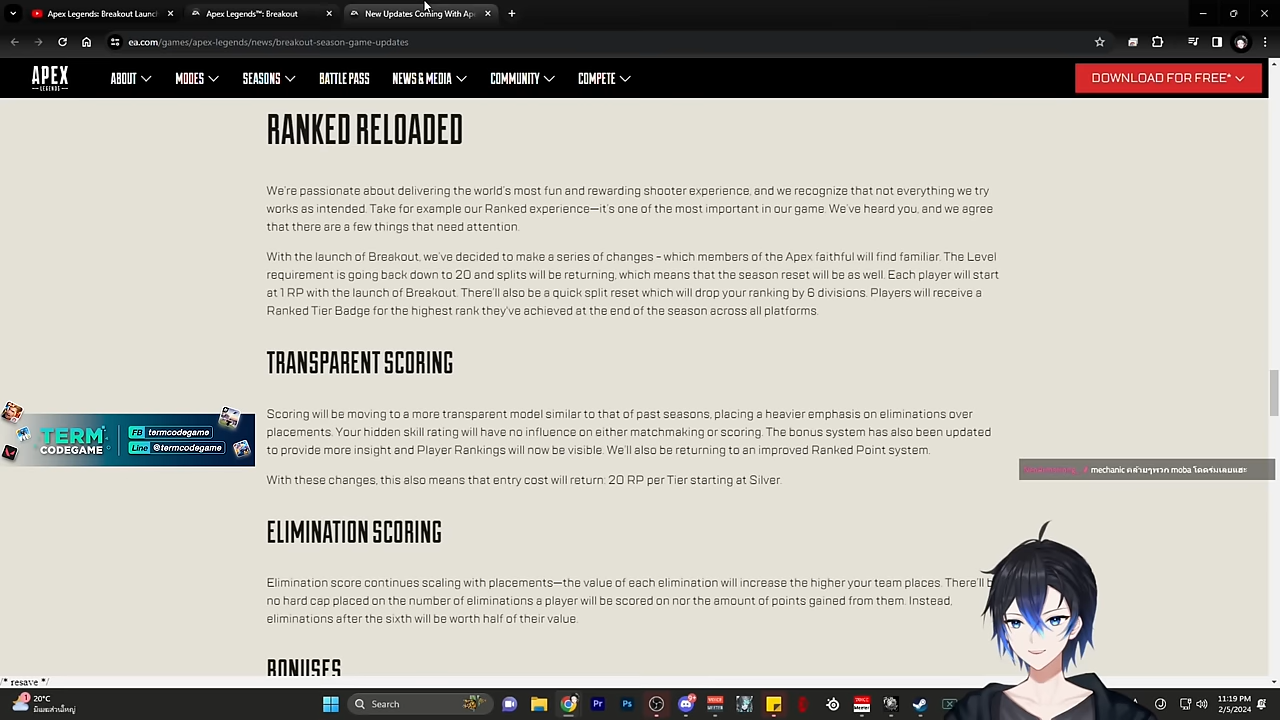 Apex Legends: Breakout Launch
Apex Legends™: Breakout
New Updates Coming With Ap
ea.com/games/apex-legends/news/breakout-season-game-updates
APEX
LEGENDS
ABOUT
MODES
SEASONS
BATTLE PASS
NEWS & MEDIA
COMMUNITY
COMPETE
DOWNLOAD FOR FREE*
RANKED RELOADED
We're passionate about delivering the world's most fun and rewarding shooter experience, and we recognize that not everything we try
works as intended. Take for example our Ranked experience—it's one of the most important in our game. We've heard you, and we agree
that there are a few things that need attention.
With the launch of Breakout, we've decided to make a series of changes – which members of the Apex faithful will find familiar. The Level
requirement is going back down to 20 and splits will be returning, which means that the season reset will be as well. Each player will start
at 1 RP with the launch of Breakout. There'll also be a quick split reset which will drop your ranking by 6 divisions. Players will receive a
Ranked Tier Badge for the highest rank they've achieved at the end of the season across all platforms.
TRANSPARENT SCORING
Scoring will be moving to a more transparent model similar to that of past seasons, placing a heavier emphasis on eliminations over
placements. Your hidden skill rating will have no influence on either matchmaking or scoring. The bonus system has also been updated
to provide more insight and Player Rankings will now be visible. We'll also be returning to an improved Ranked Point system.
With these changes, this also means that entry cost will return: 20 RP per Tier starting at Silver.
TERM
CODEGAME
FB termcodegame
Line @termcodegame
mechanic คล้ายๆพวก moba โดดร่มเลยแฮะ
ELIMINATION SCORING
Elimination score continues scaling with placements—the value of each elimination will increase the higher your team places. There'll b
no hard cap placed on the number of eliminations a player will be scored on nor the amount of points gained from them. Instead,
eliminations after the sixth will be worth half of their value.
BONUSES
/* resave */
20°C
มีเมฆส่วนใหญ่
Search
11:19 PM
2/5/2024